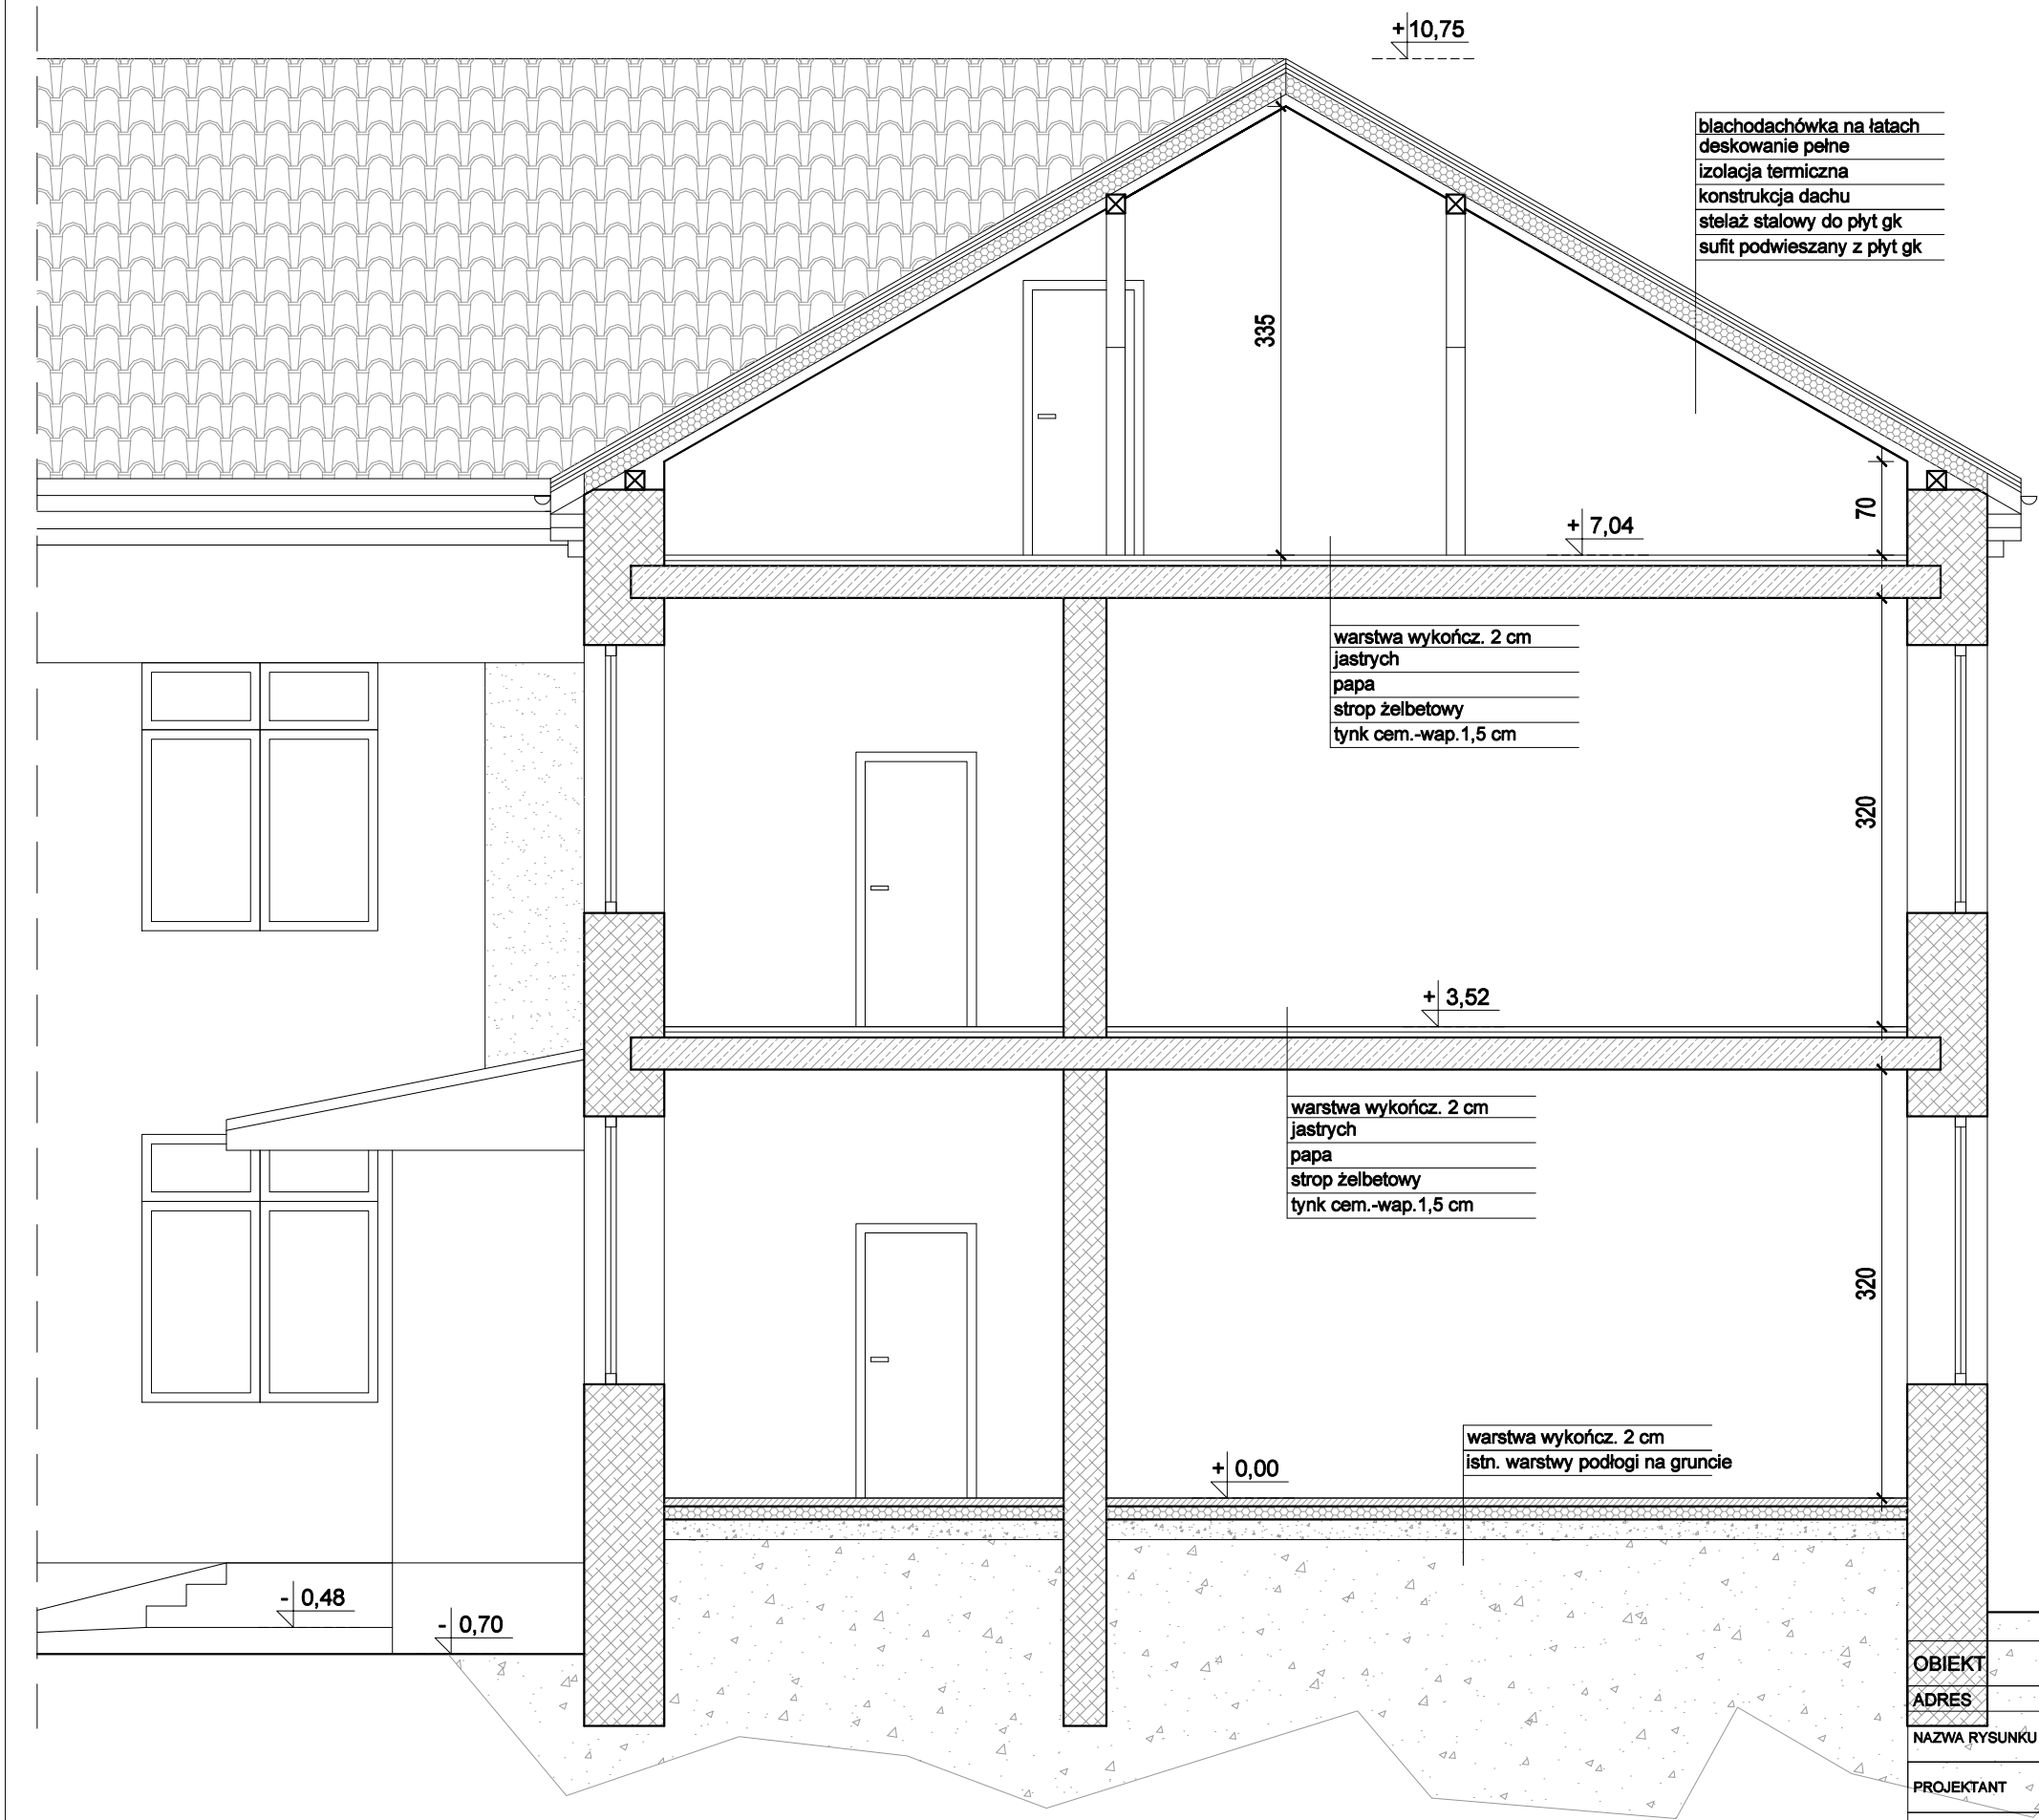 +10,75
blachodachówka na łatach
deskowanie pełne
izolacja termiczna
konstrukcja dachu
stelaż stalowy do płyt gk
sufit podwieszany z płyt gk
335
70
+ 7,04
warstwa wykończ. 2 cm
jastrych
papa
strop żelbetowy
tynk cem.-wap.1,5 cm
320
+ 3,52
warstwa wykończ. 2 cm
jastrych
papa
strop żelbetowy
tynk cem.-wap.1,5 cm
320
warstwa wykończ. 2 cm
istn. warstwy podłogi na gruncie
+ 0,00
- 0,48
- 0,70
OBIEKT
ADRES
NAZWA RYSUNKU
PROJEKTANT